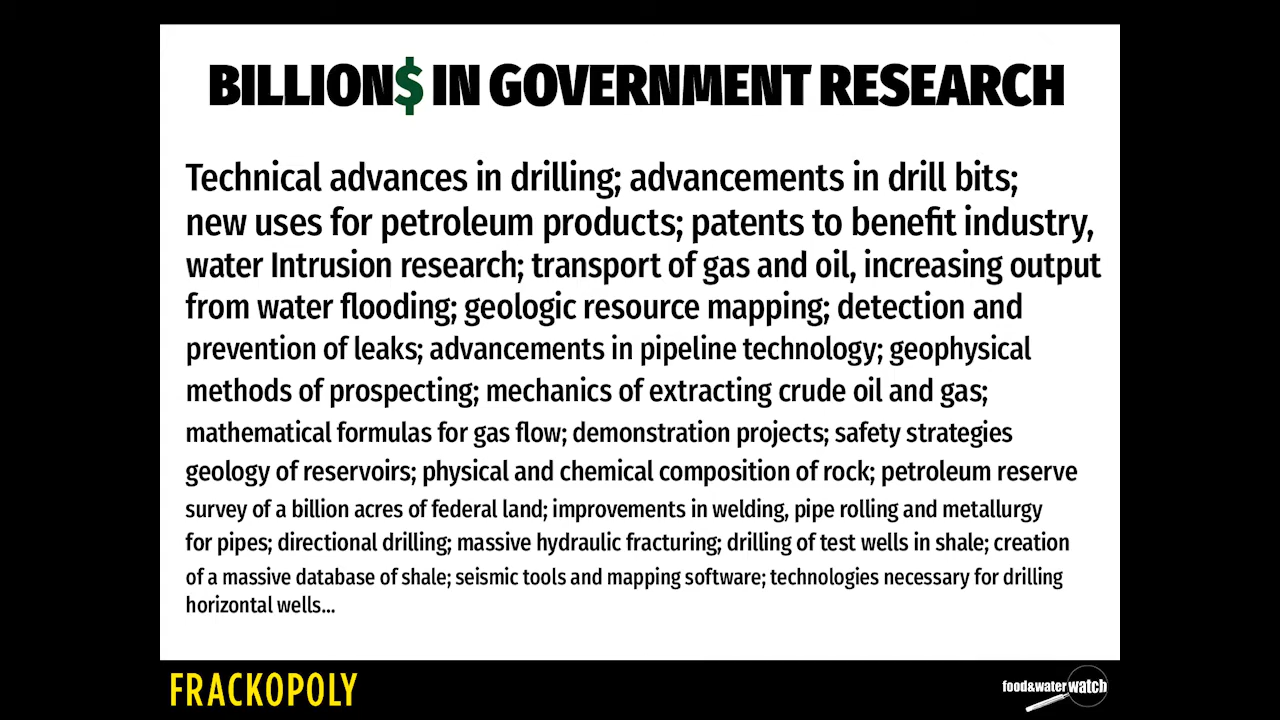 BILLION$ IN GOVERNMENT RESEARCH
Technical advances in drilling; advancements in drill bits;
new uses for petroleum products; patents to benefit industry,
water Intrusion research; transport of gas and oil, increasing output
from water flooding; geologic resource mapping; detection and
prevention of leaks; advancements in pipeline technology; geophysical
methods of prospecting; mechanics of extracting crude oil and gas;
mathematical formulas for gas flow; demonstration projects; safety strategies
geology of reservoirs; physical and chemical composition of rock; petroleum reserve
survey of a billion acres of federal land; improvements in welding, pipe rolling and metallurgy
for pipes; directional drilling; massive hydraulic fracturing; drilling of test wells in shale; creation
of a massive database of shale; seismic tools and mapping software; technologies necessary for drilling
horizontal wells...
FRACKOPOLY
food&waterwatch